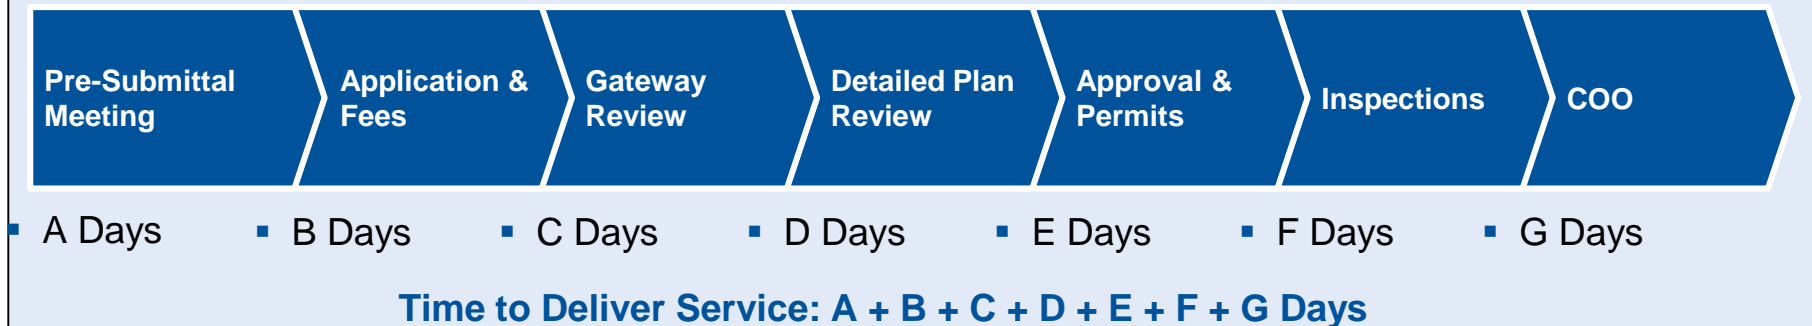 Pre-Submittal
Meeting
Application &
Fees
Gateway
Review
Detailed Plan
Review
Approval &
Permits
Inspections
COO
▪ A Days
▪ B Days
▪ C Days
▪ D Days
▪ E Days
▪ F Days
▪ G Days
Time to Deliver Service: A + B + C + D + E + F + G Days